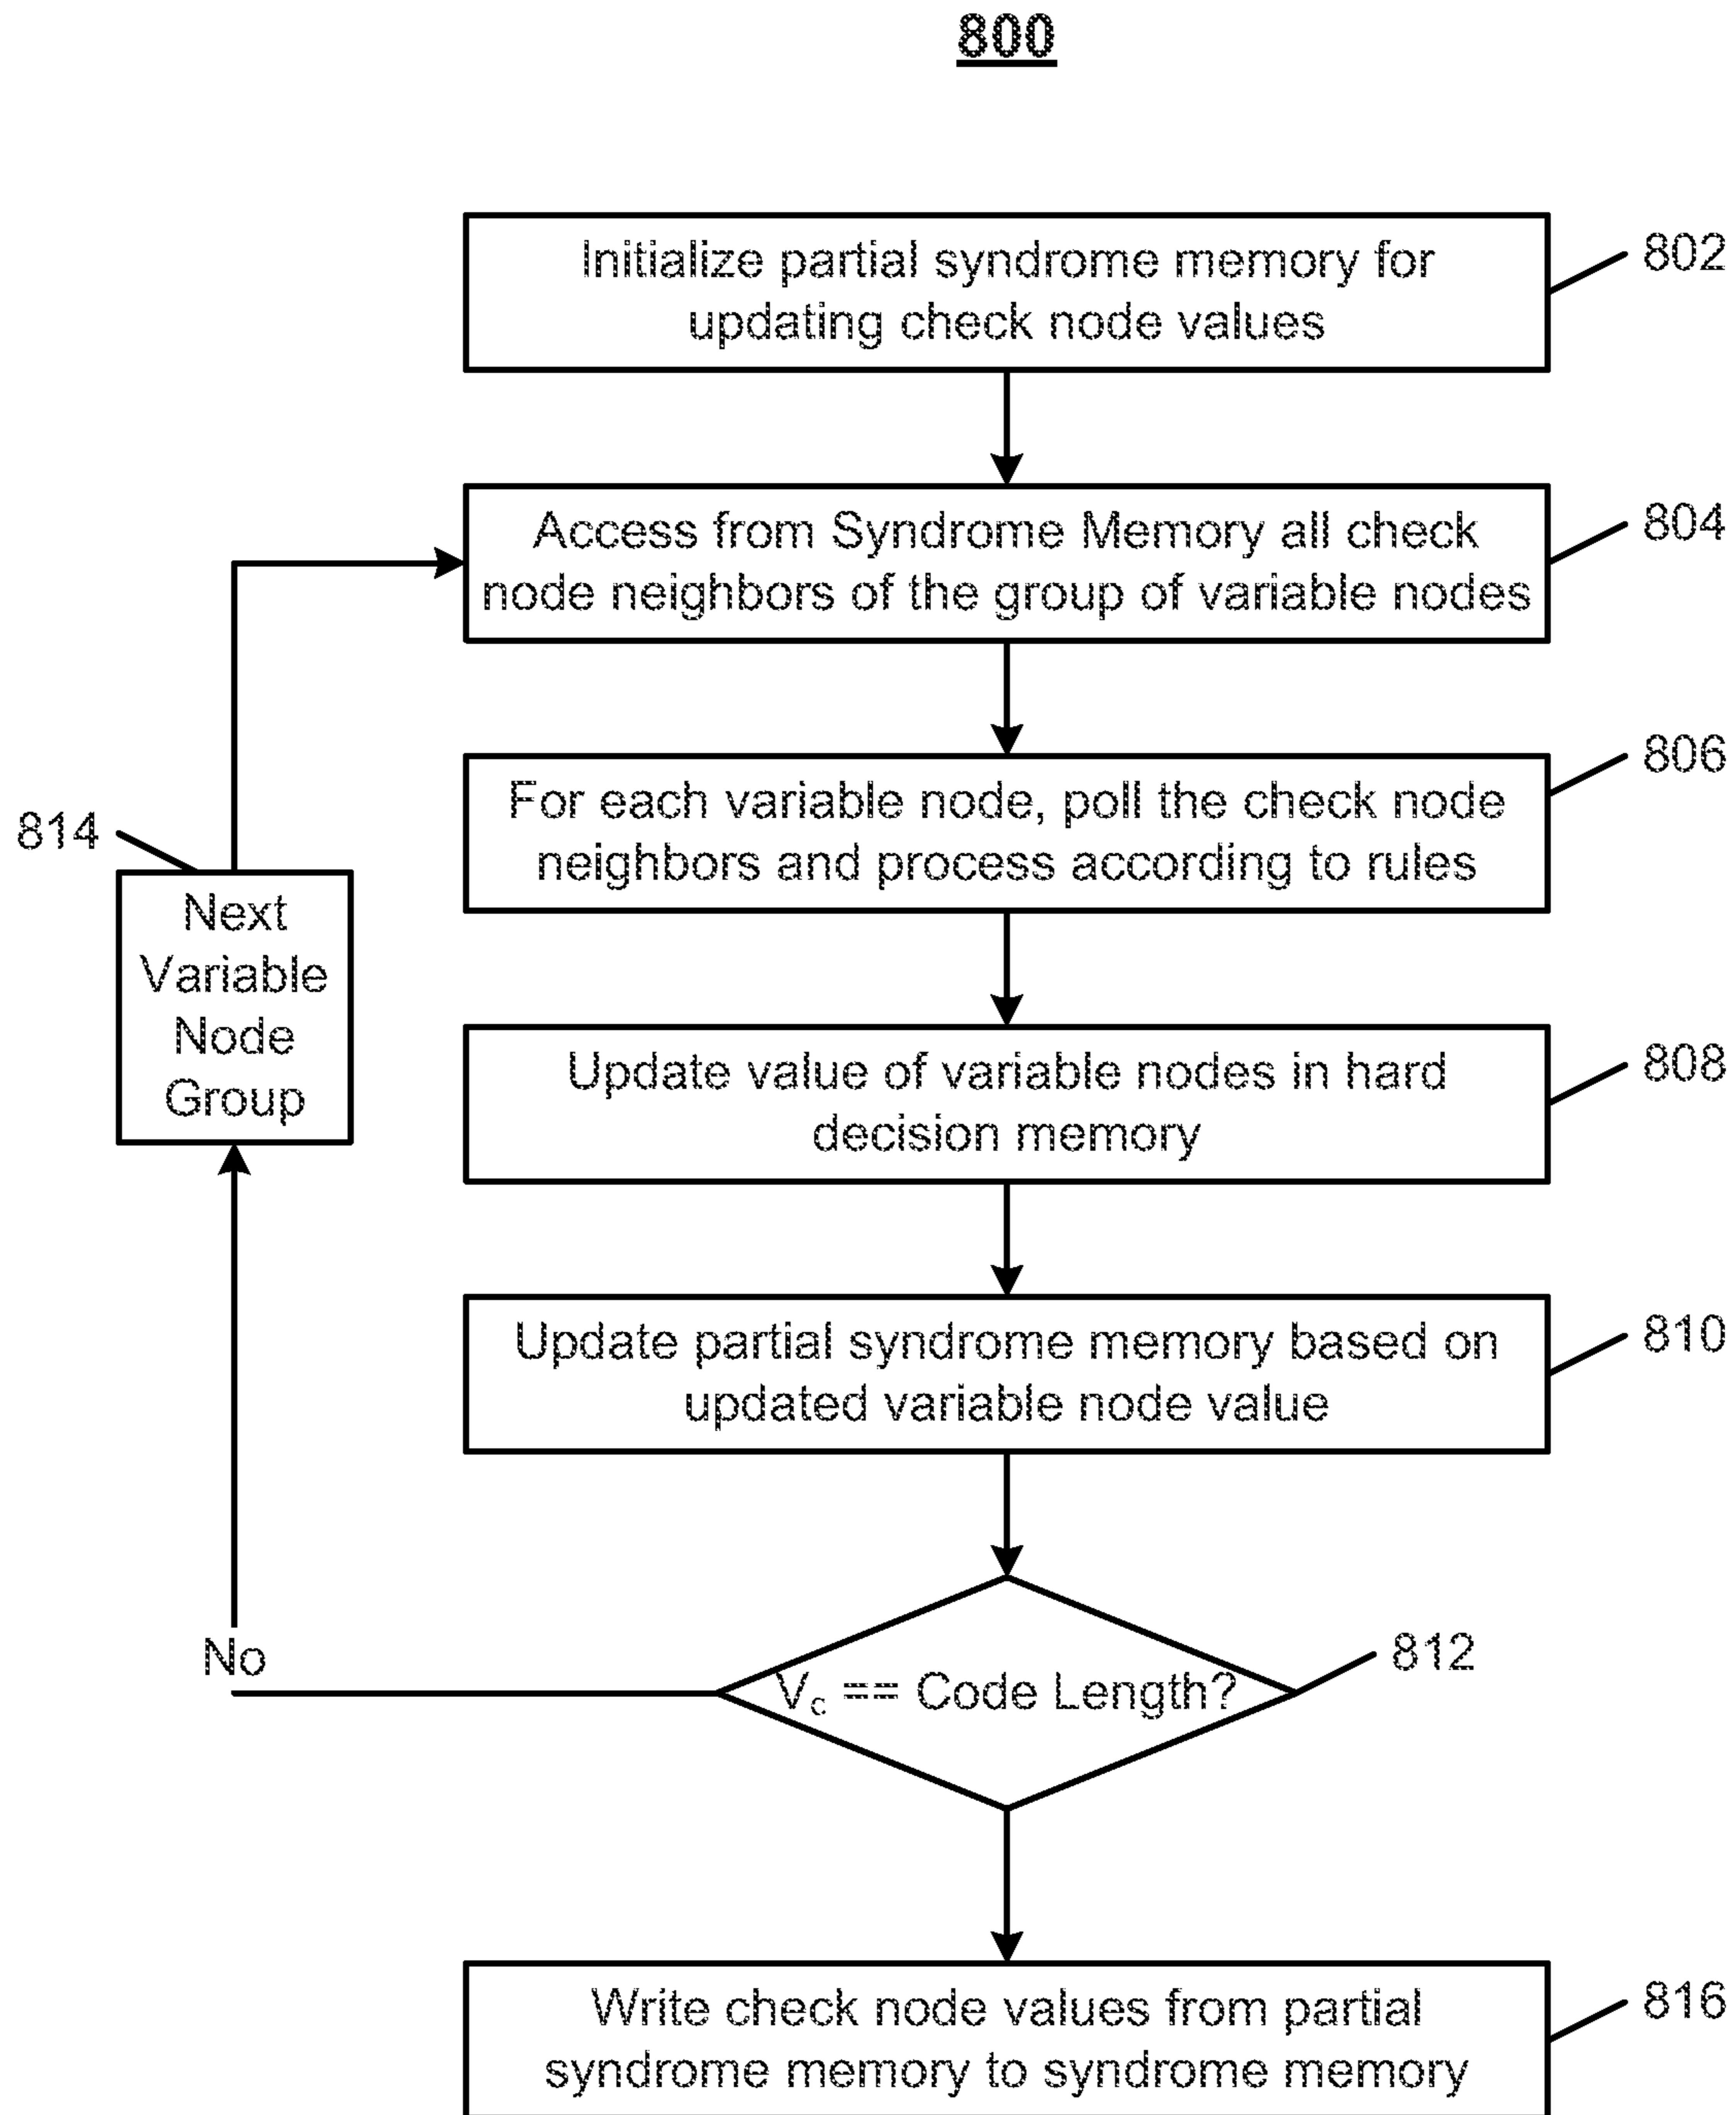 800
Initialize partial syndrome memory for
updating check node values
802
Access from Syndrome Memory all check
node neighbors of the group of variable nodes
804
For each variable node, poll the check node
neighbors and process according to rules
806
814
Next
Variable
Node
Group
Update value of variable nodes in hard
decision memory
808
Update partial syndrome memory based on
updated variable node value
810
No
V_c == Code Length?
812
Write check node values from partial
syndrome memory to syndrome memory
816